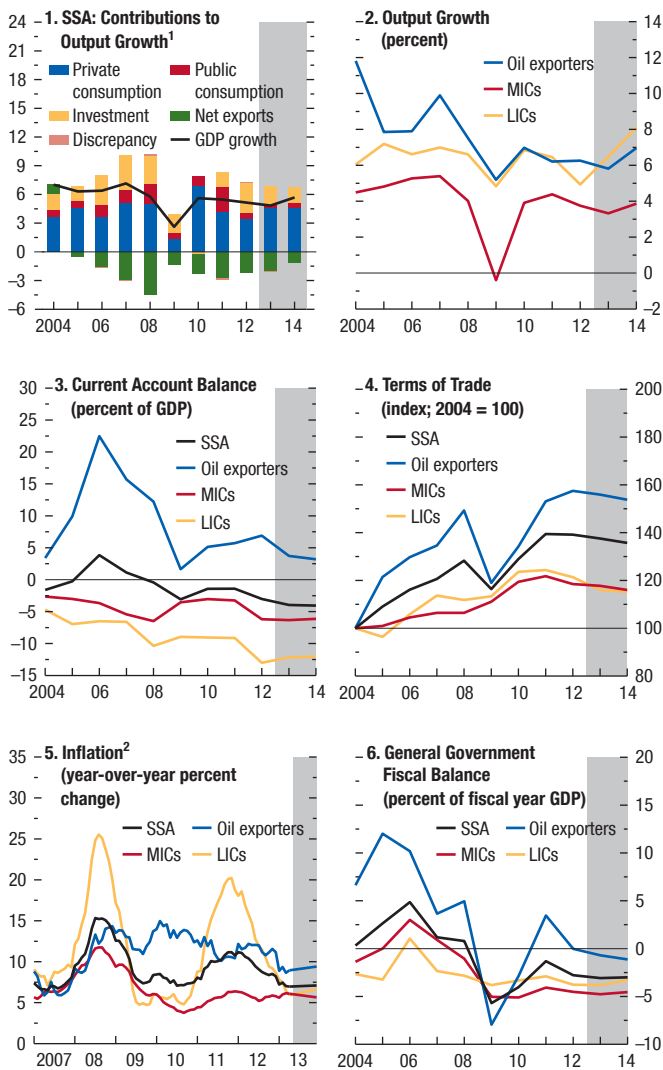 1. SSA: Contributions to
Output Growth1
Private
consumption
Public
consumption
Investment
Net exports
Discrepancy
GDP growth
24
21
18
15
12
9
6
3
0
–3
–6
2004 06 08 10 12 14
2. Output Growth
(percent)
Oil exporters
MICs
LICs
14
12
10
8
6
4
2
0
–2
2004 06 08 10 12 14
3. Current Account Balance
(percent of GDP)
SSA
Oil exporters
MICs
LICs
30
25
20
15
10
5
0
–5
–10
–15
2004 06 08 10 12 14
4. Terms of Trade
(index; 2004 = 100)
SSA
Oil exporters
MICs
LICs
200
180
160
140
120
100
80
2004 06 08 10 12 14
5. Inflation2
(year-over-year percent
change)
SSA
Oil exporters
MICs
LICs
35
30
25
20
15
10
5
0
2007 08 09 10 11 12 13
6. General Government
Fiscal Balance
(percent of fiscal year GDP)
SSA
Oil exporters
MICs
LICs
20
15
10
5
0
–5
–10
2004 06 08 10 12 14